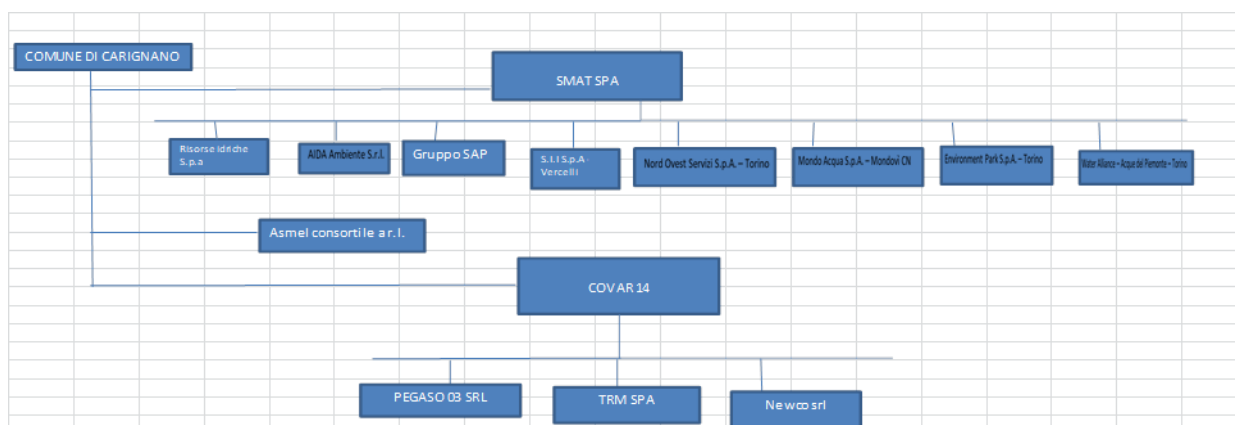 COMUNE DI CARIGNANO
SMAT SPA
Risorse idriche
S.p.a
AIDA Ambiente S.r.l.
Gruppo SAP
S.I.I S.p.A -
Vercelli
Nord Ovest Servizi S.p.A. – Torino
Mondo Acqua S.p.A. – Mondovì CN
Environment Park S.p.A. – Torino
Water Alliance – Acque del Piemonte – Torino
Asmel consortile a r.l.
COVAR 14
PEGASO 03 SRL
TRM SPA
Newco srl